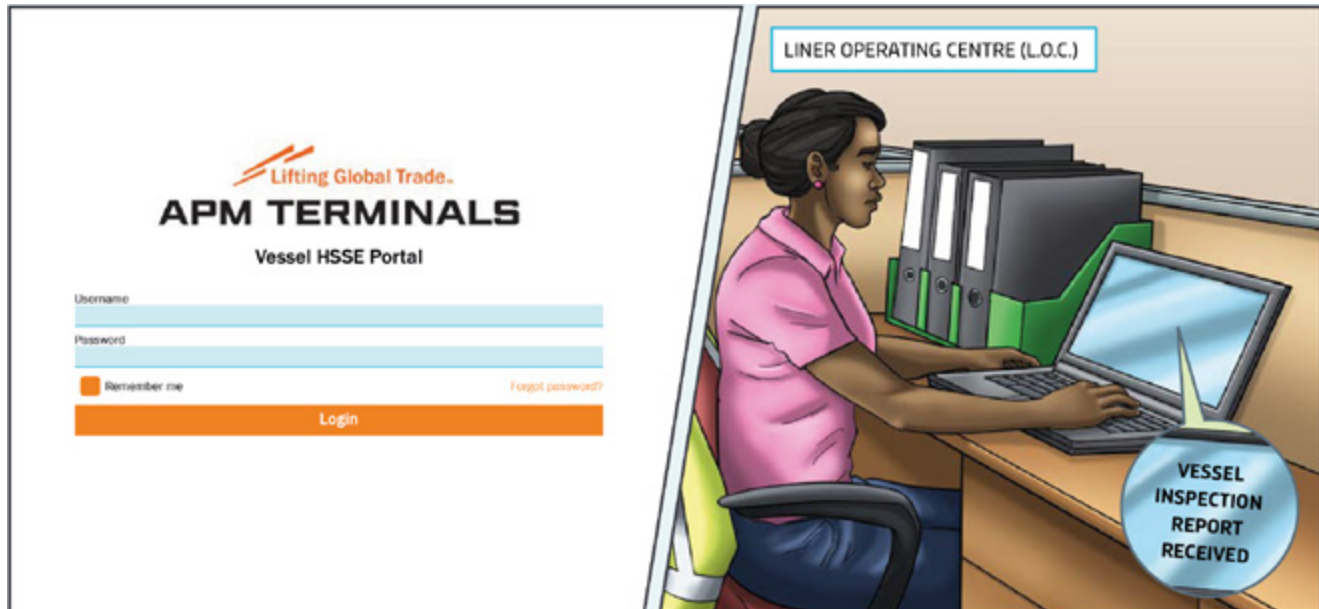 Lifting Global Trade™
APM TERMINALS
Vessel HSSE Portal
Username
Password
Remember me
Forgot password?
Login
LINER OPERATING CENTRE (L.O.C.)
VESSEL
INSPECTION
REPORT
RECEIVED